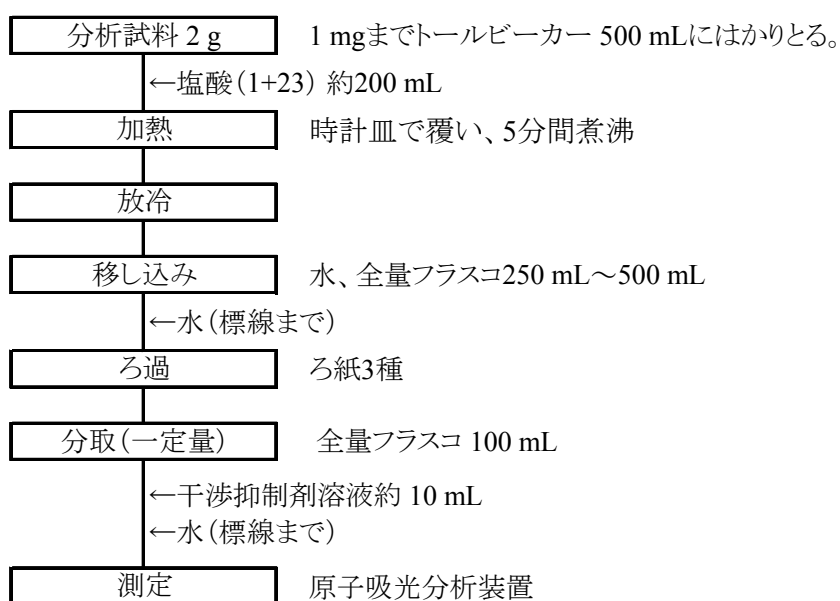 分析試料 2 g 1 mgまでトールビーカー 500 mLにはかりとる。
←塩酸(1+23) 約200 mL
加熱 時計皿で覆い、5分間煮沸
放冷
移し込み 水、全量フラスコ250 mL~500 mL
←水(標線まで)
ろ過 ろ紙3種
分取(一定量) 全量フラスコ 100 mL
←干渉抑制剤溶液約 10 mL
←水(標線まで)
測定 原子吸光分析装置